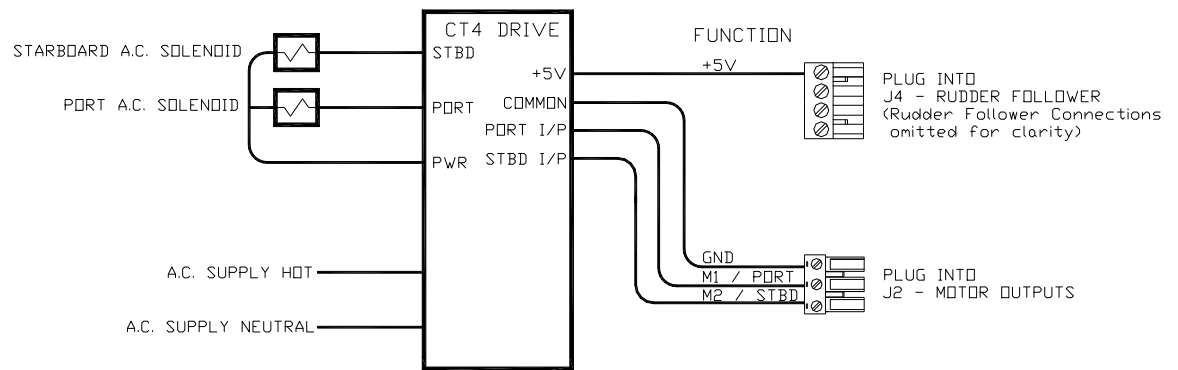 CT4 DRIVE
STARBOARD A.C. SOLENOID
STBD
PORT A.C. SOLENOID
PORT
PWR
+5V
COMMON
PORT I/P
STBD I/P
A.C. SUPPLY HOT
A.C. SUPPLY NEUTRAL
FUNCTION
+5V
PLUG INTO
J4 - RUDDER FOLLOWER
(Rudder Follower Connections
omitted for clarity)
GND
M1 / PORT
M2 / STBD
PLUG INTO
J2 - MOTOR OUTPUTS